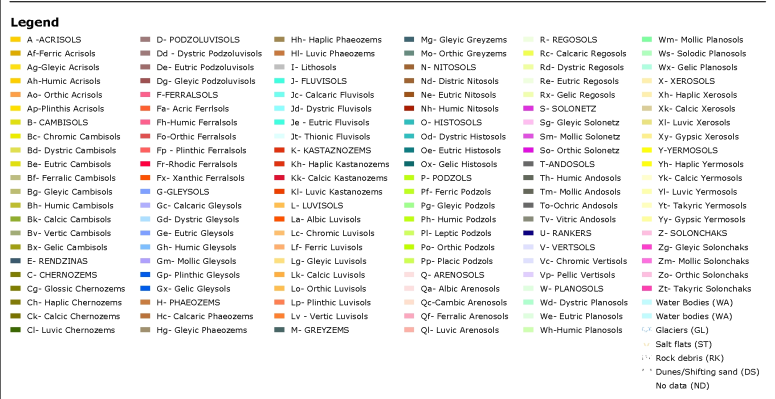 Legend
A -ACRISOLS
Af-Ferric Acrisols
Ag-Gleyic Acrisols
Ah-Humic Acrisols
Ao- Orthic Acrisols
Ap-Plinthis Acrisols
B- CAMBISOLS
Bc- Chromic Cambisols
Bd- Dystric Cambisols
Be- Eutric Cambisols
Bf- Ferralic Cambisols
Bg- Gleyic Cambisols
Bh- Humic Cambisols
Bk- Calcic Cambisols
Bv- Vertic Cambisols
Bx- Gelic Cambisols
E- RENDZINAS
C- CHERNOZEMS
Cg- Glossic Chernozems
Ch- Haplic Chernozems
Ck- Calcic Chernozems
Cl- Luvic Chernozems
D- PODZOLUVISOLS
Dd - Dystric Podzoluvisols
De- Eutric Podzoluvisols
Dg- Gleyic Podzoluvisols
F-FERRALSOLS
Fa- Acric Ferrlsols
Fh-Humic Ferralsols
Fo-Orthic Ferralsols
Fp - Plinthic Ferralsols
Fr-Rhodic Ferralsols
Fx- Xanthic Ferralsols
G-GLEYSOLS
Gc- Calcaric Gleysols
Gd- Dystric Gleysols
Ge- Eutric Gleysols
Gh- Humic Gleysols
Gm- Mollic Gleysols
Gp- Plinthic Gleysols
Gx- Gelic Gleysols
H- PHAEOZEMS
Hc- Calcaric Phaeozems
Hg- Gleyic Phaeozems
Hh- Haplic Phaeozems
Hl- Luvic Phaeozems
I- Lithosols
J- FLUVISOLS
Jc- Calcaric Fluvisols
Jd- Dystric Fluvisols
Je - Eutric Fluvisols
Jt- Thionic Fluvisols
K- KASTAZNOZEMS
Kh- Haplic Kastanozems
Kk- Calcic Kastanozems
Kl- Luvic Kastanozems
L- LUVISOLS
La- Albic Luvisols
Lc- Chromic Luvisols
Lf- Ferric Luvisols
Lg- Gleyic Luvisols
Lk- Calcic Luvisols
Lo- Orthic Luvisols
Lp- Plinthic Luvisols
Lv - Vertic Luvisols
M- GREYZEMS
Mg- Gleyic Greyzems
Mo- Orthic Greyzems
N- NITOSOLS
Nd- Distric Nitosols
Ne- Eutric Nitosols
Nh- Humic Nitosols
O- HISTOSOLS
Od- Dystric Histosols
Oe- Eutric Histosols
Ox- Gelic Histosols
P- PODZOLS
Pf- Ferric Podzols
Pg- Gleyic Podzols
Ph- Humic Podzols
Pl- Leptic Podzols
Po- Orthic Podzols
Pp- Placic Podzols
Q- ARENOSOLS
Qa- Albic Arenosols
Qc-Cambic Arenosols
Qf- Ferralic Arenosols
Ql- Luvic Arenosols
R- REGOSOLS
Rc- Calcaric Regosols
Rd- Dystric Regosols
Re- Eutric Regosols
Rx- Gelic Regosols
S- SOLONETZ
Sg- Gleyic Solonetz
Sm- Mollic Solonetz
So- Orthic Solonetz
T-ANDOSOLS
Th- Humic Andosols
Tm- Mollic Andosols
To-Ochric Andosols
Tv- Vitric Andosols
U- RANKERS
V- VERTSOLS
Vc- Chromic Vertisols
Vp- Pellic Vertisols
W- PLANOSOLS
Wd- Dystric Planosols
We- Eutric Planosols
Wh-Humic Planosols
Wm- Mollic Planosols
Ws- Solodic Planosols
Wx- Gelic Planosols
X- XEROSOLS
Xh- Haplic Xerosols
Xk- Calcic Xerosols
Xl- Luvic Xerosols
Xy- Gypsic Xerosols
Y-YERMOSOLS
Yh- Haplic Yermosols
Yk- Calcic Yermosols
Yl- Luvic Yermosols
Yt- Takyric Yermosols
Yy- Gypsic Yermosols
Z- SOLONCHAKS
Zg- Gleyic Solonchaks
Zm- Mollic Solonchaks
Zo- Orthic Solonchaks
Zt- Takyric Solonchaks
Water Bodies (WA)
Water bodies (WA)
Glaciers (GL)
Salt flats (ST)
Rock debris (RK)
Dunes/Shifting sand (DS)
No data (ND)